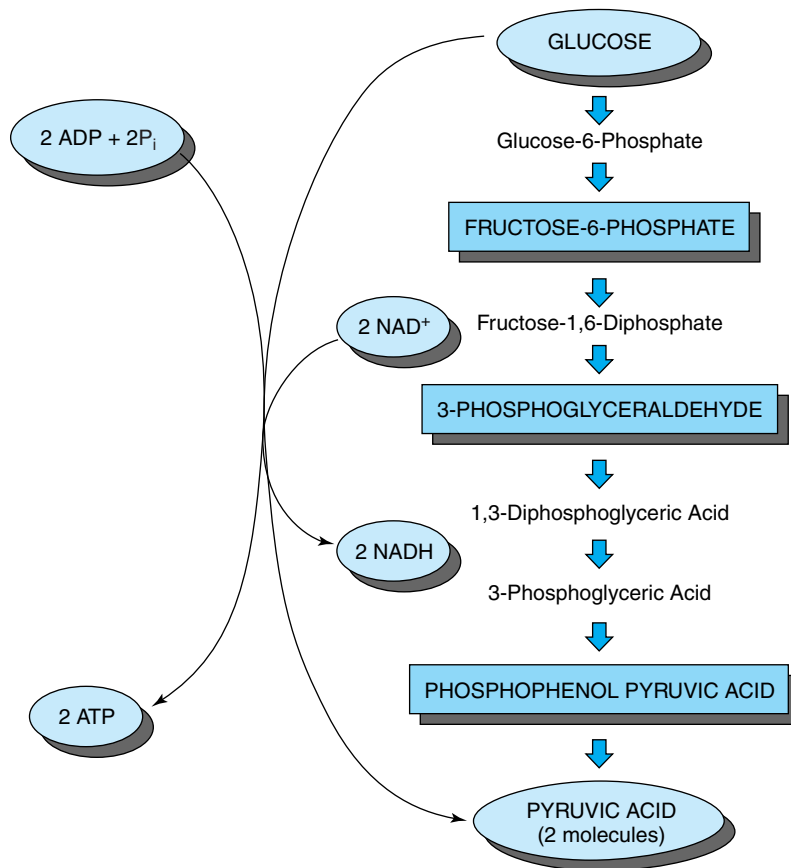 GLUCOSE
2 ADP + 2Pi
Glucose-6-Phosphate
FRUCTOSE-6-PHOSPHATE
2 NAD+
Fructose-1,6-Diphosphate
3-PHOSPHOGLYCERALDEHYDE
1,3-Diphosphoglyceric Acid
2 NADH
3-Phosphoglyceric Acid
PHOSPHOPHENOL PYRUVIC ACID
2 ATP
PYRUVIC ACID
(2 molecules)